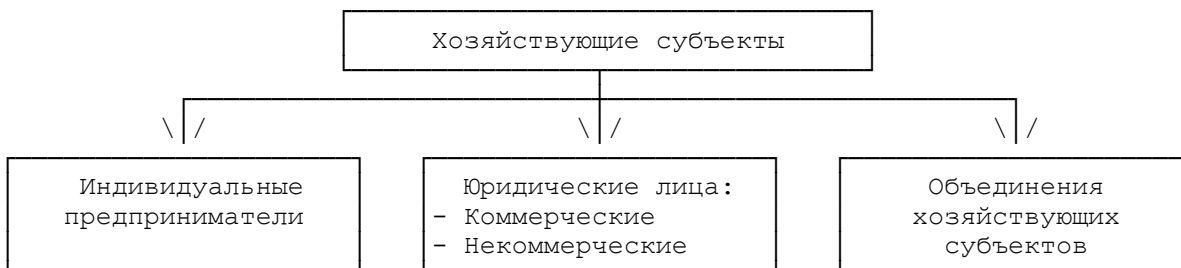 Хозяйствующие субъекты
Индивидуальные
предприниматели
Юридические лица:
- Коммерческие
- Некоммерческие
Объединения
хозяйствующих
субъектов